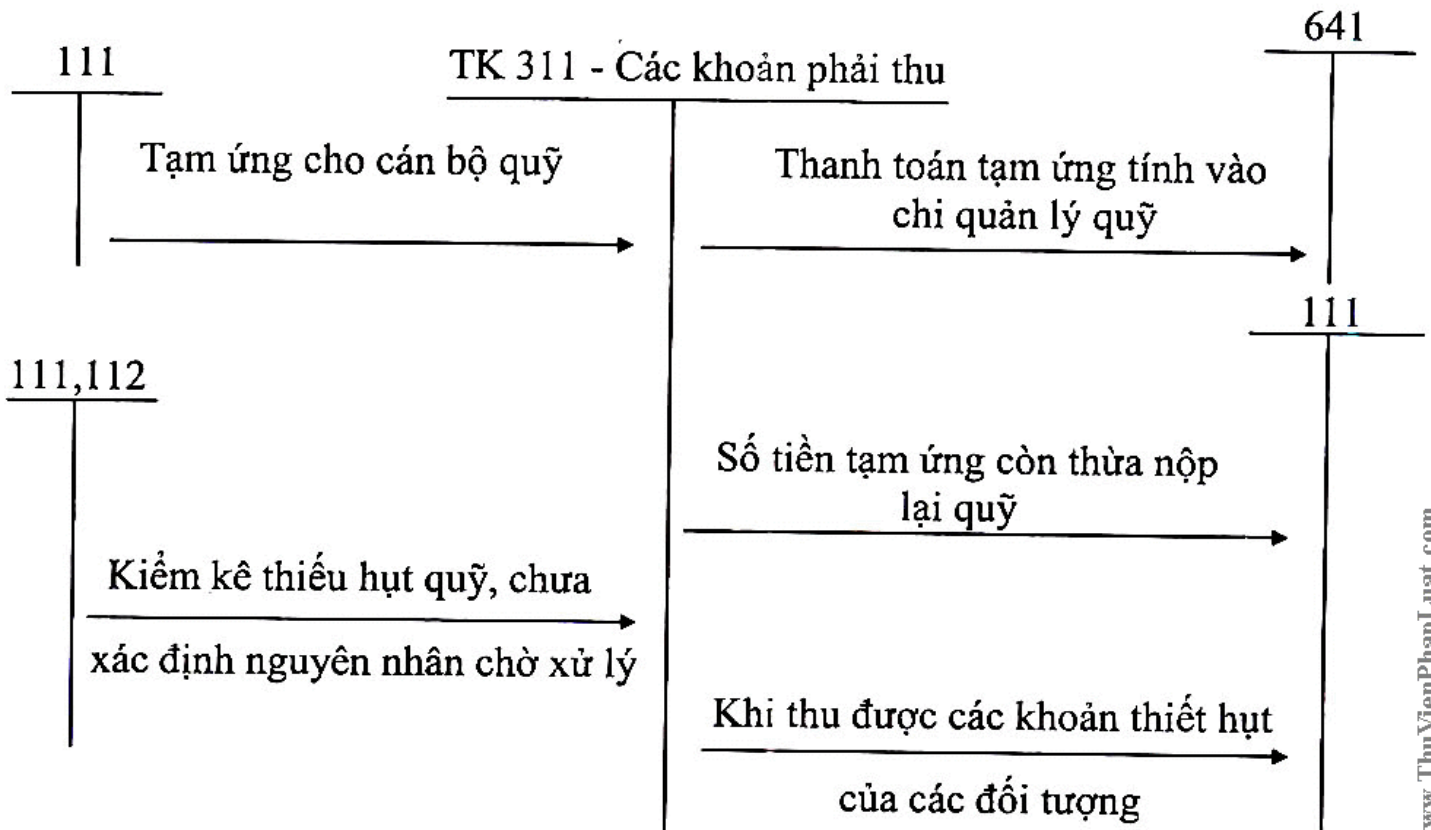 111
TK 311 - Các khoản phải thu
641
Tạm ứng cho cán bộ quỹ
Thanh toán tạm ứng tính vào
chi quản lý quỹ
111
111,112
Số tiền tạm ứng còn thừa nộp
lại quỹ
Kiểm kê thiếu hụt quỹ, chưa
xác định nguyên nhân chờ xử lý
Khi thu được các khoản thiết hụt
của các đối tượng
www.ThuVienPhapLuat.com